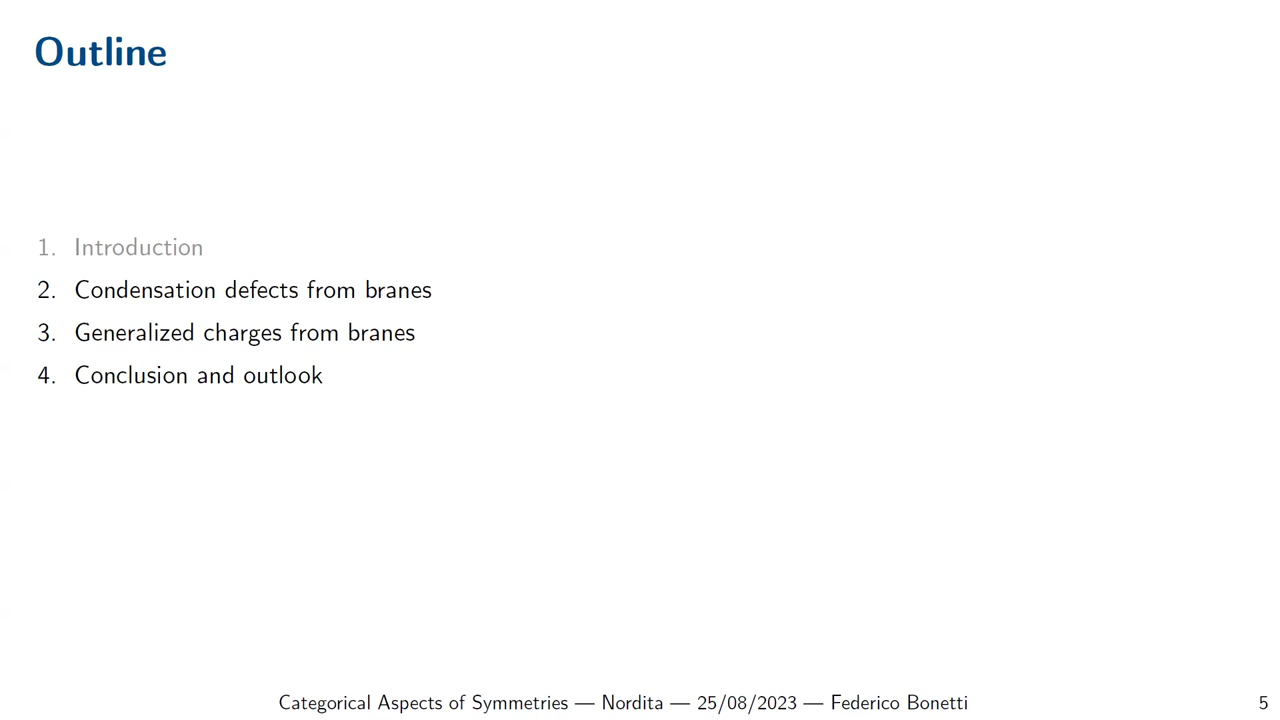 Outline
1. Introduction
2. Condensation defects from branes
3. Generalized charges from branes
4. Conclusion and outlook
Categorical Aspects of Symmetries — Nordita — 25/08/2023 — Federico Bonetti
5